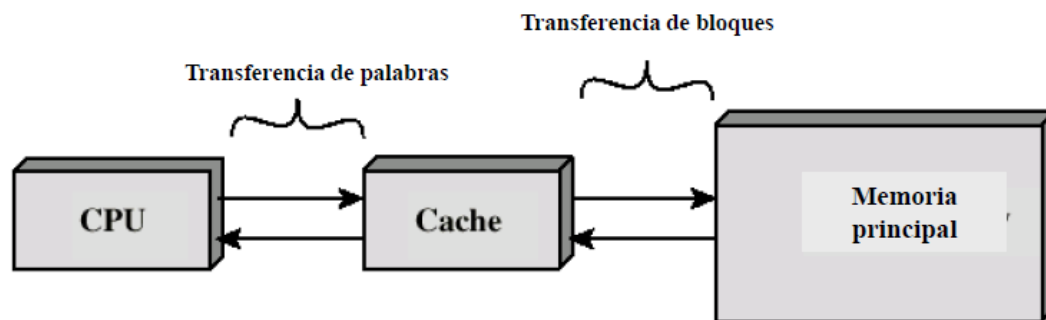 Transferencia de bloques
Transferencia de palabras
CPU
Cache
Memoria
principal